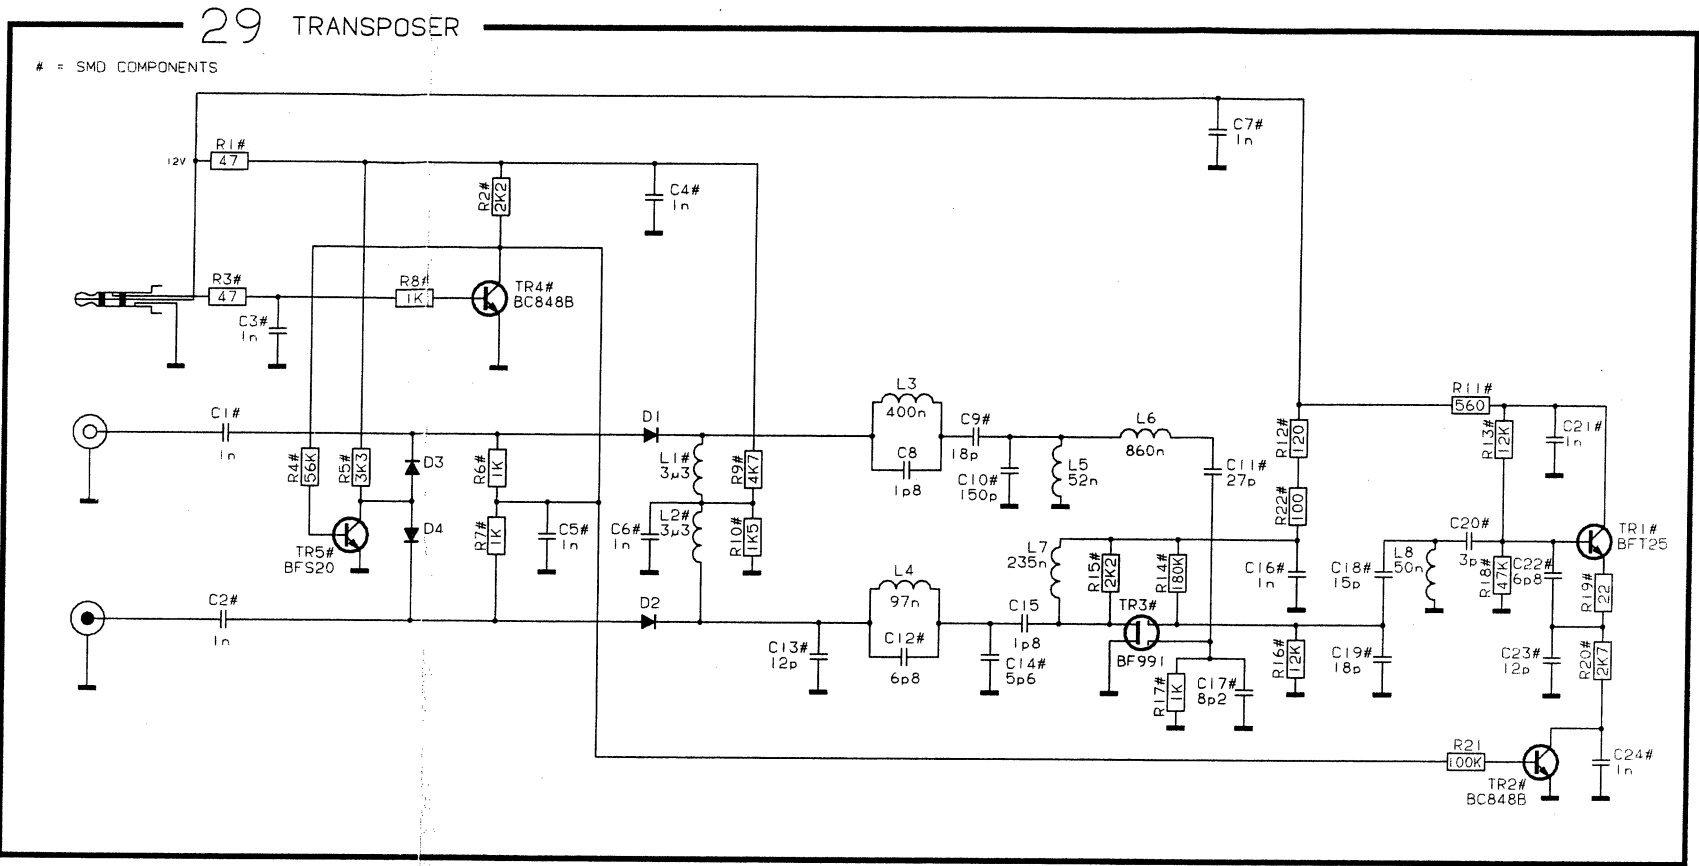 29 TRANSPOSER
# = SMD COMPONENTS
12V
R1#
47
R2#
2K2
C4#
1n
C7#
1n
R3#
47
C3#
1n
R8#
1K
TR4#
BC848B
C1#
1n
R4#
56K
R5#
3K3
D3
D4
TR5#
BFS20
R6#
1K
R7#
1K
C5#
1n
D1
L1#
3µ3
L2#
3µ3
C6#
1n
R9#
4K7
R10#
1K5
C2#
1n
D2
L3
400n
C8
1p8
C9#
18p
C10#
150p
L5
52n
L6
860n
C11#
27p
L4
97n
C12#
6p8
C13#
12p
C14#
5p6
C15
1p8
L7
235n
R15#
2K2
R14#
180K
TR3#
BF991
R17#
1K
C17#
8p2
R12#
120
R22#
100
C16#
1n
R16#
12K
C18#
15p
C19#
18p
L8
50n
C20#
3p
R11#
560
R13#
12K
C21#
1n
R18#
47K
C22#
6p8
TR1#
BFT25
R19#
22
C23#
12p
R20#
2K7
R21
100K
TR2#
BC848B
C24#
1n